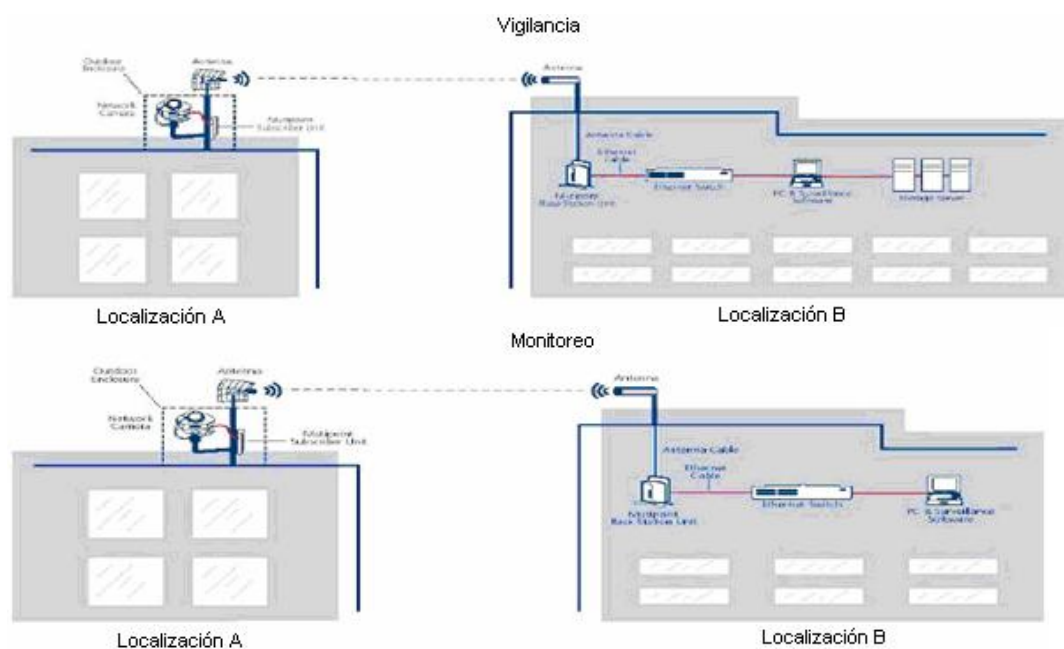 Vigilancia
Outdoor
Enclosure
Antenna
Antenna
Network
Camera
Multipoint
Subscriber Unit
Antenna Cable
Ethernet
Cable
Multipoint
Base Station Unit
Ethernet Switch
PC & Surveillance
Software
Storage Server
Localización A
Localización B
Monitoreo
Outdoor
Enclosure
Antenna
Antenna
Network
Camera
Multipoint
Subscriber Unit
Antenna Cable
Ethernet
Cable
Multipoint
Base Station Unit
Ethernet Switch
PC & Surveillance
Software
Localización A
Localización B